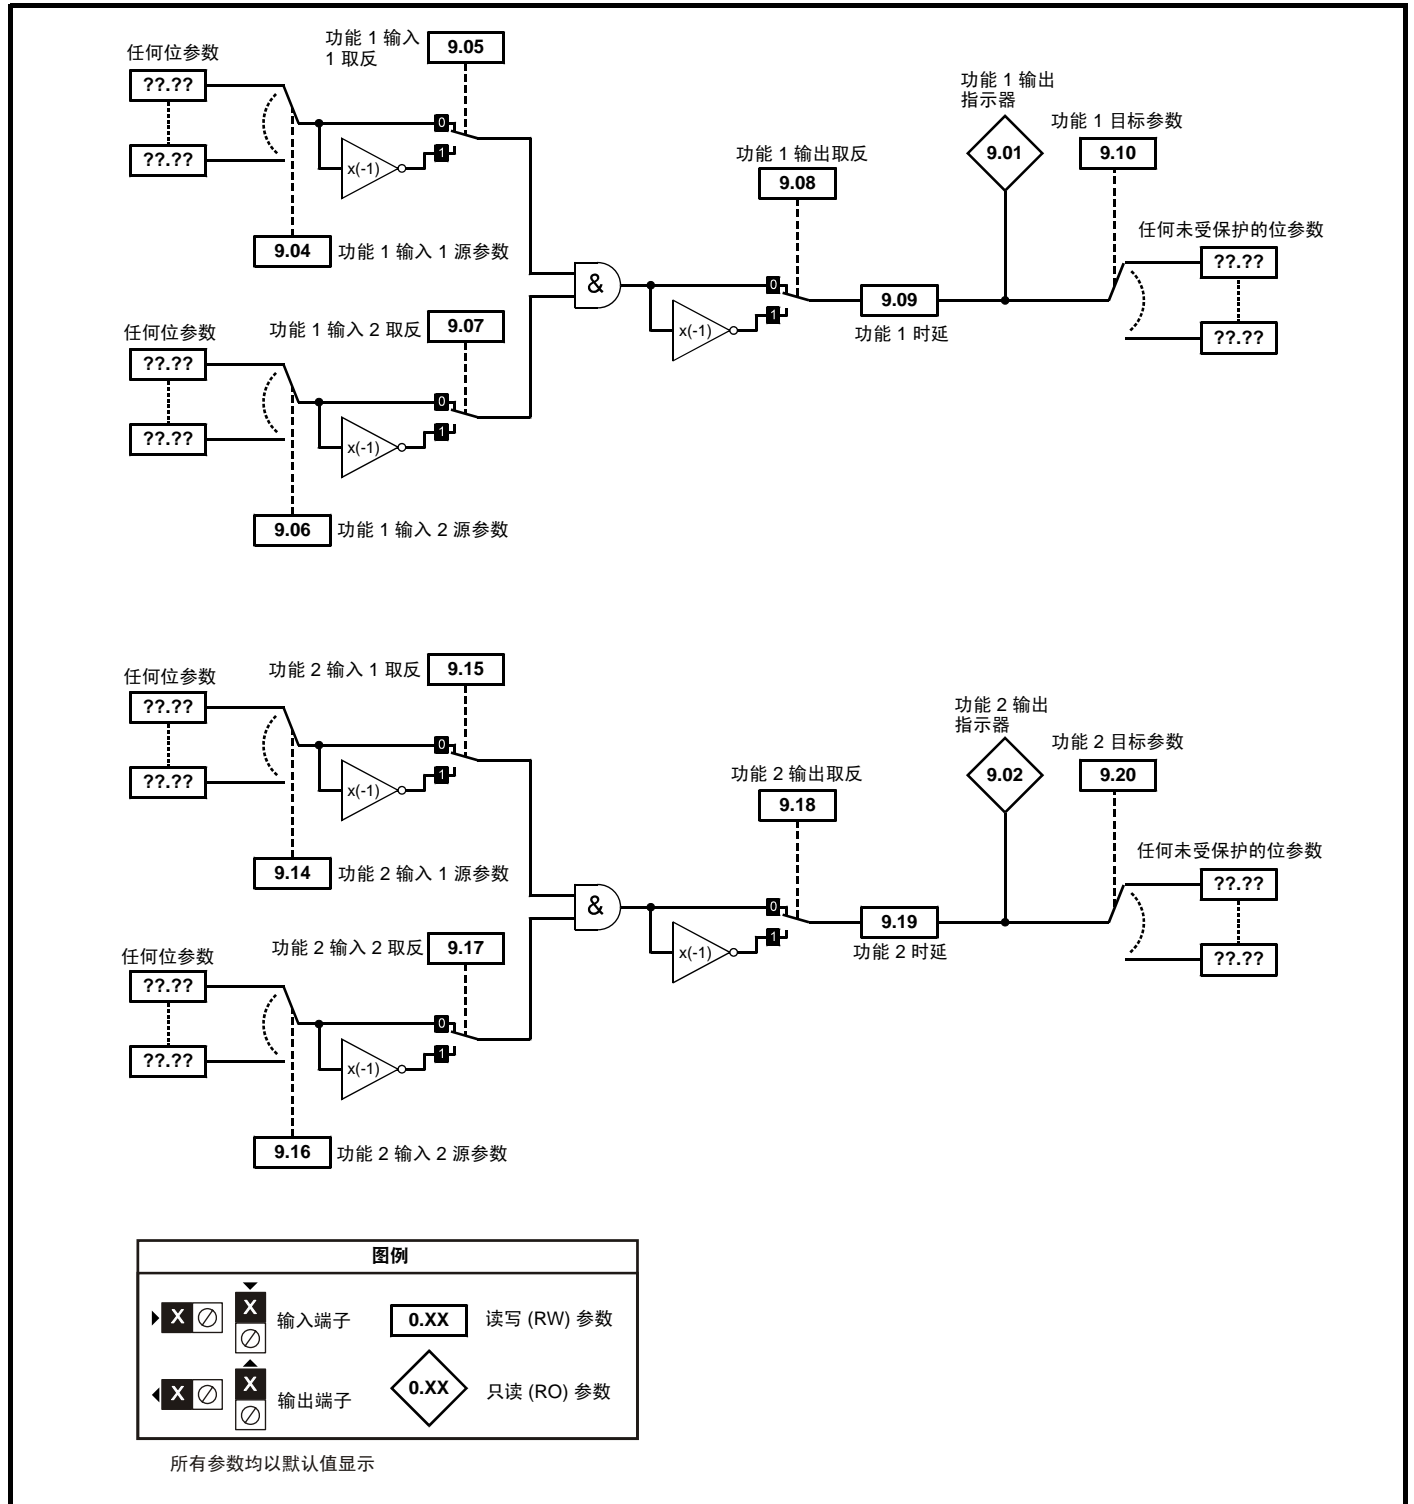 功能 1 输入
1 取反
9.05
任何位参数
??.??
??.??
0
1
x(-1)
9.04
功能 1 输入 1 源参数
功能 1 输入 2 取反
9.07
任何位参数
??.??
??.??
0
1
x(-1)
9.06
功能 1 输入 2 源参数
&
功能 1 输出取反
9.08
0
1
x(-1)
9.09
功能 1 时延
功能 1 输出
指示器
9.01
功能 1 目标参数
9.10
任何未受保护的位参数
??.??
??.??
功能 2 输入 1 取反
9.15
任何位参数
??.??
??.??
0
1
x(-1)
9.14
功能 2 输入 1 源参数
功能 2 输入 2 取反
9.17
任何位参数
??.??
??.??
0
1
x(-1)
9.16
功能 2 输入 2 源参数
&
功能 2 输出取反
9.18
0
1
x(-1)
9.19
功能 2 时延
功能 2 输出
指示器
9.02
功能 2 目标参数
9.20
任何未受保护的位参数
??.??
??.??
图例
X
X
输入端子
0.XX
读写 (RW) 参数
X
X
输出端子
0.XX
只读 (RO) 参数
所有参数均以默认值显示